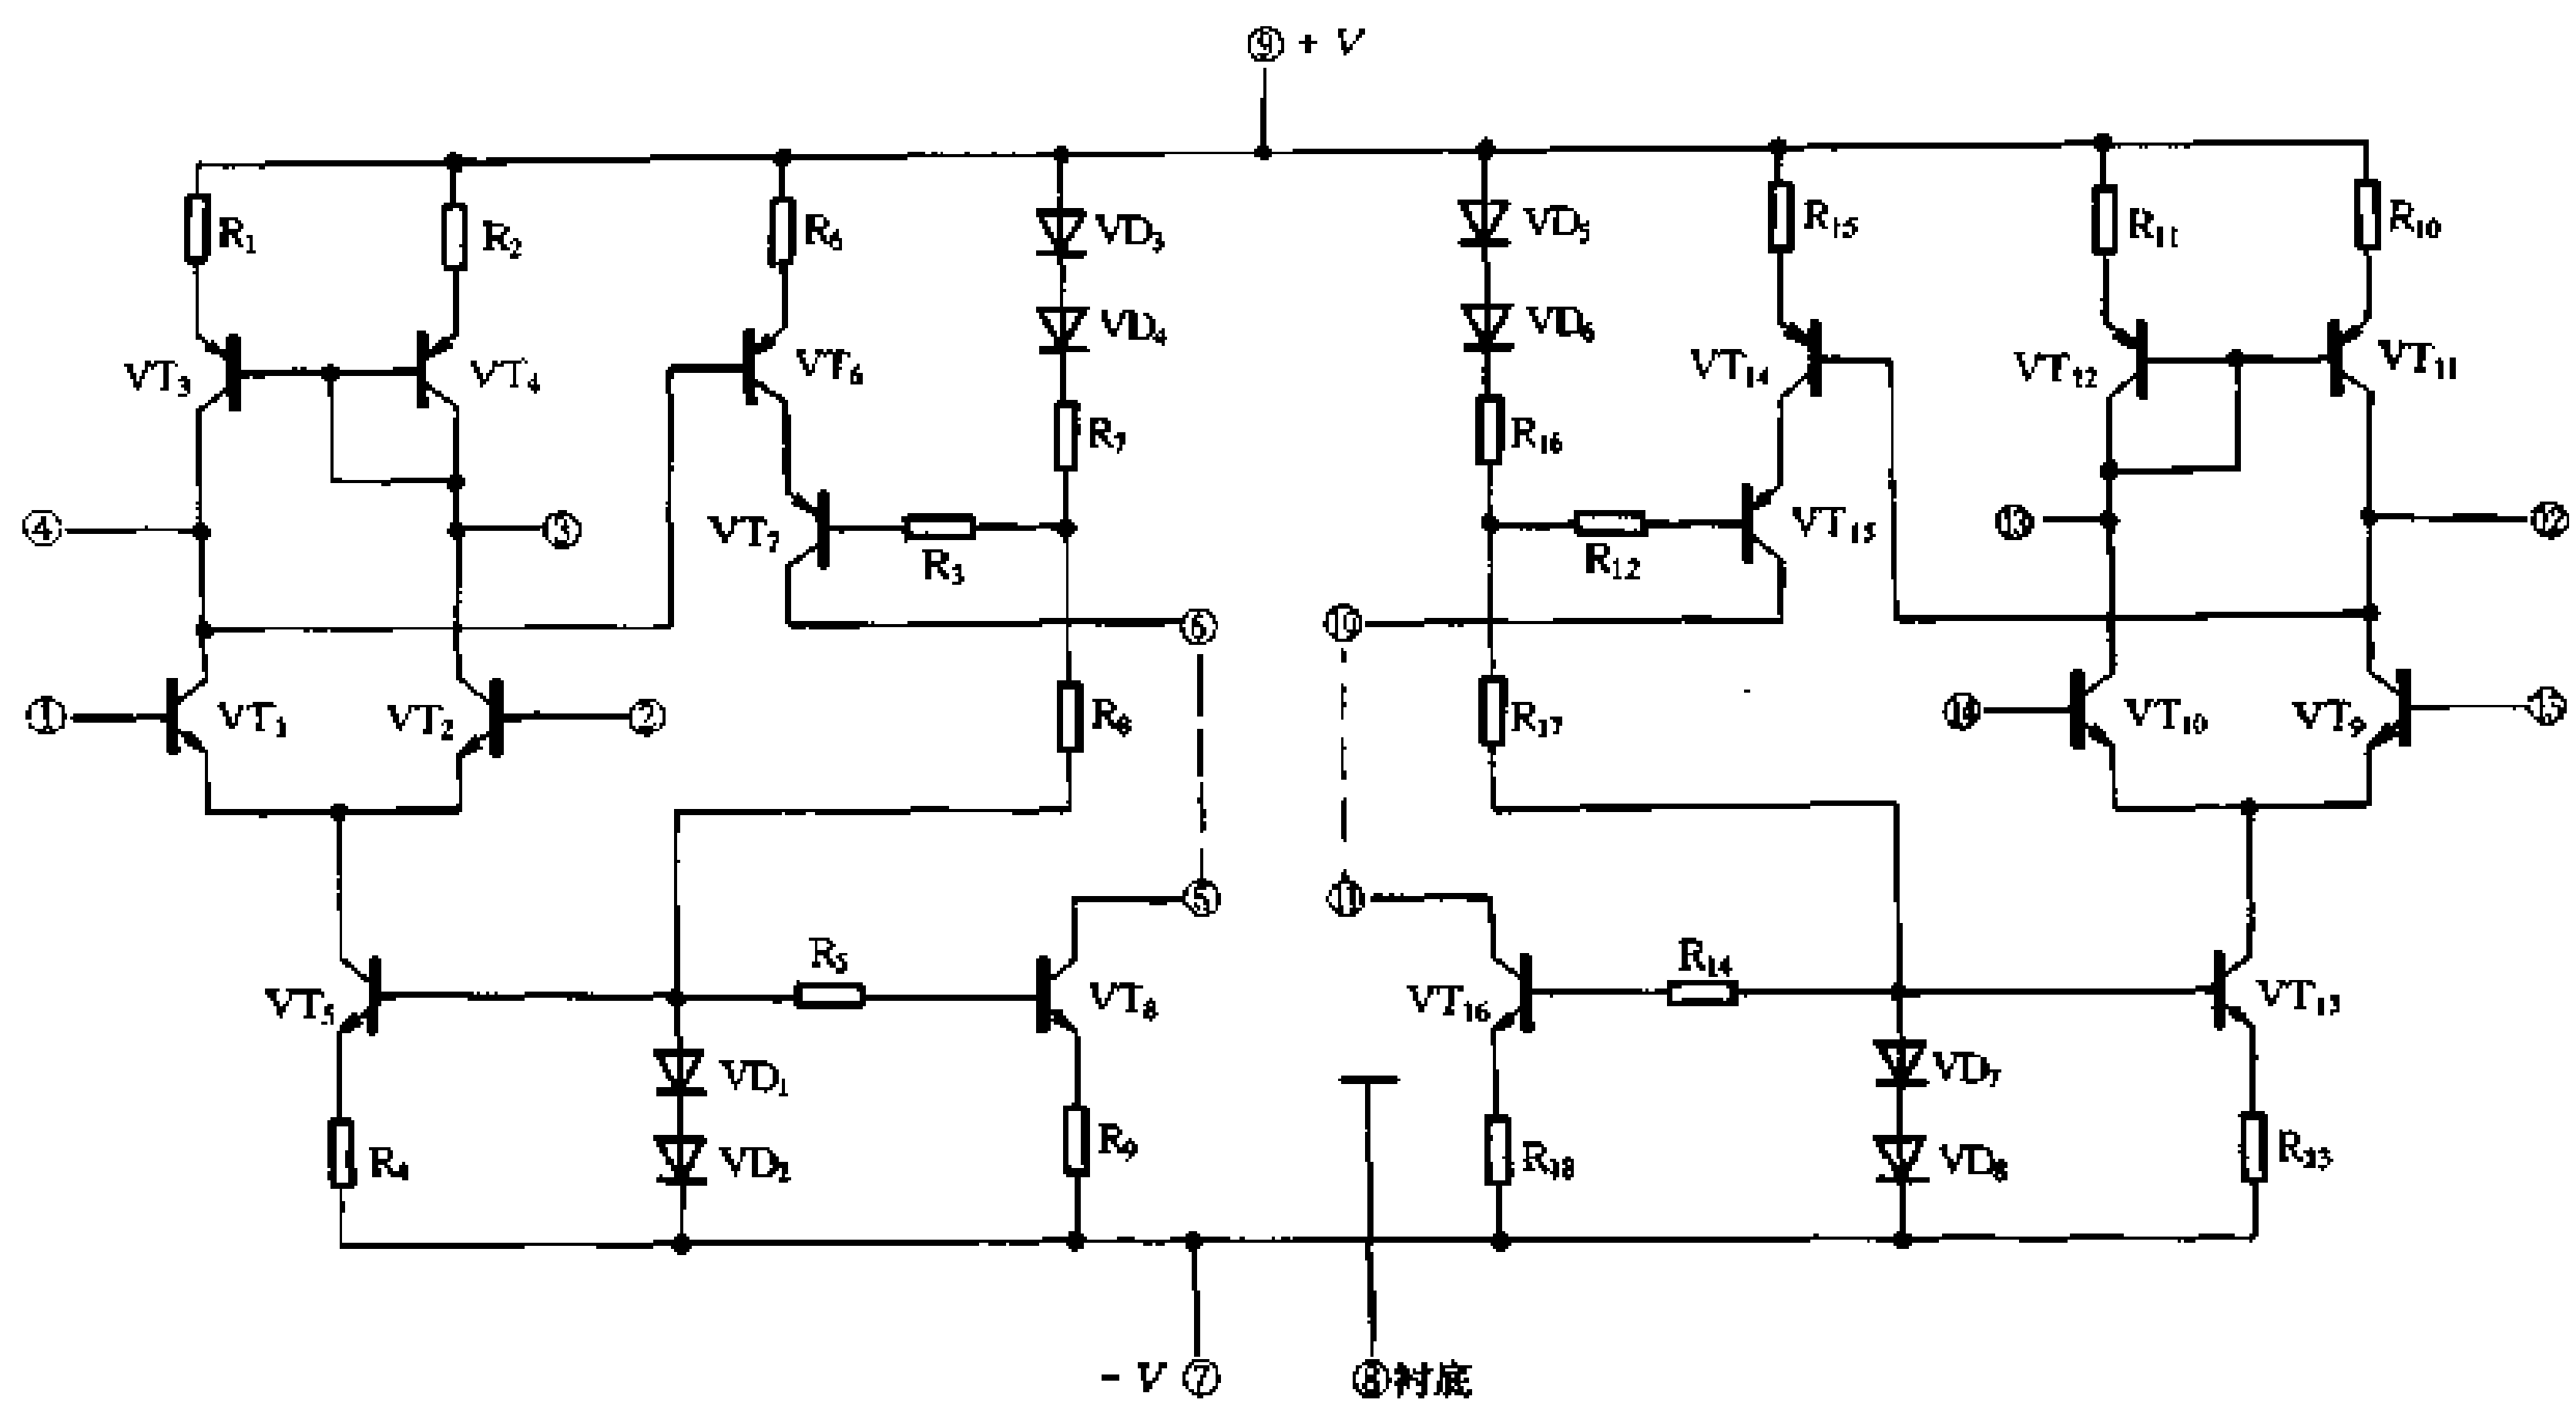 ⑨ + V
R₁ R₂ R₆ VD₃ VD₅ R₁₅ R₁₁ R₁₀
VD₄ VD₆
VT₃ VT₄ VT₆ VT₁₄ VT₁₂ VT₁₁
R₇ R₁₆
④ ③ VT₇ R₃ R₁₂ VT₁₅ ⑬ ⑫
⑥ ⑩
① VT₁ VT₂ ② R₈ R₁₇ ⑭ VT₁₀ VT₉ ⑮
⑤ ⑪
R₅ R₁₄
VT₅ VT₈ VT₁₆ VT₁₃
VD₁ VD₇
R₄ VD₂ R₉ R₁₈ VD₈ R₁₃
- V ⑦ ⑧衬底